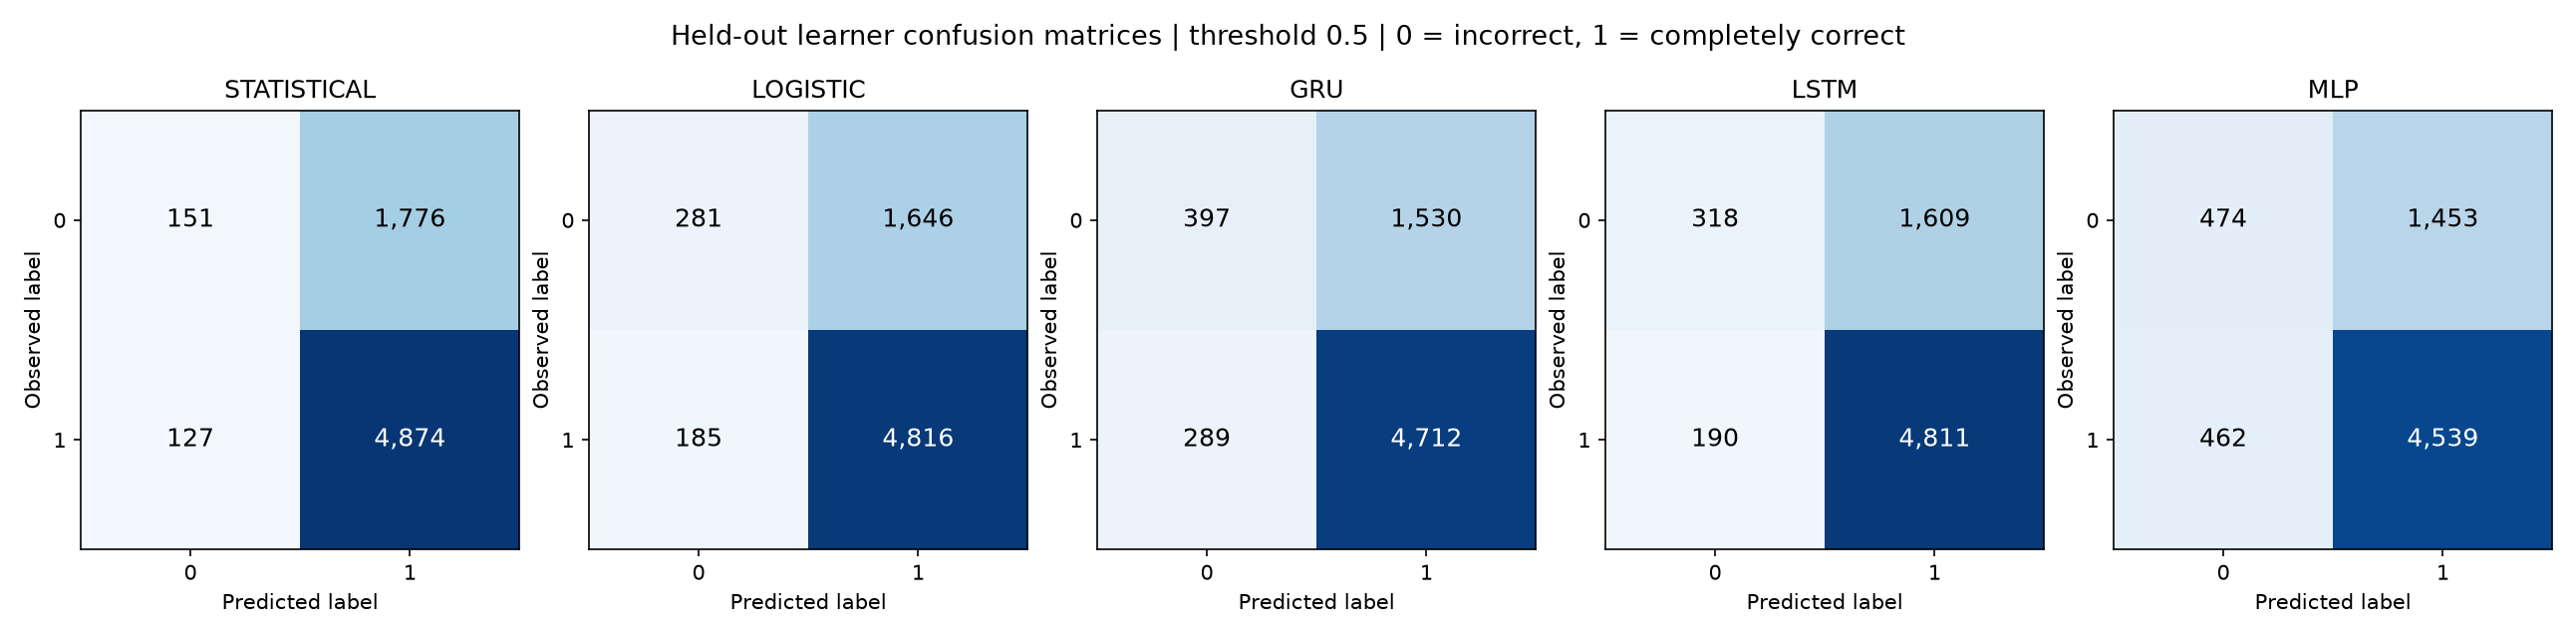 Held-out learner confusion matrices | threshold 0.5 | 0 = incorrect, 1 = completely correct
STATISTICAL
Observed label
0
1
151
1,776
127
4,874
0
1
Predicted label
LOGISTIC
Observed label
0
1
281
1,646
185
4,816
0
1
Predicted label
GRU
Observed label
0
1
397
1,530
289
4,712
0
1
Predicted label
LSTM
Observed label
0
1
318
1,609
190
4,811
0
1
Predicted label
MLP
Observed label
0
1
474
1,453
462
4,539
0
1
Predicted label